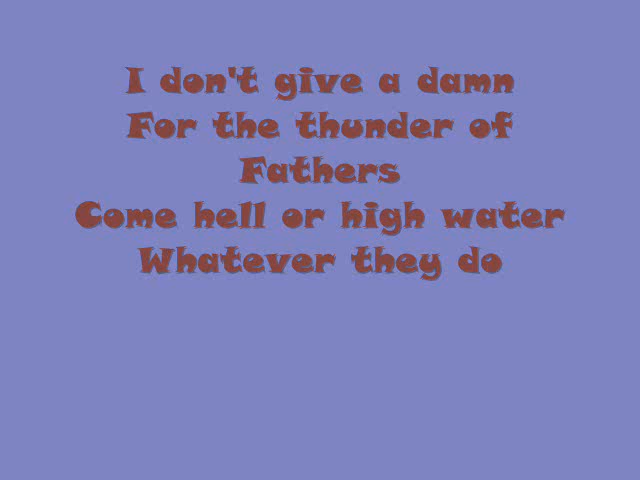 I don't give a damn
For the thunder of
Fathers
Come hell or high water
Whatever they do